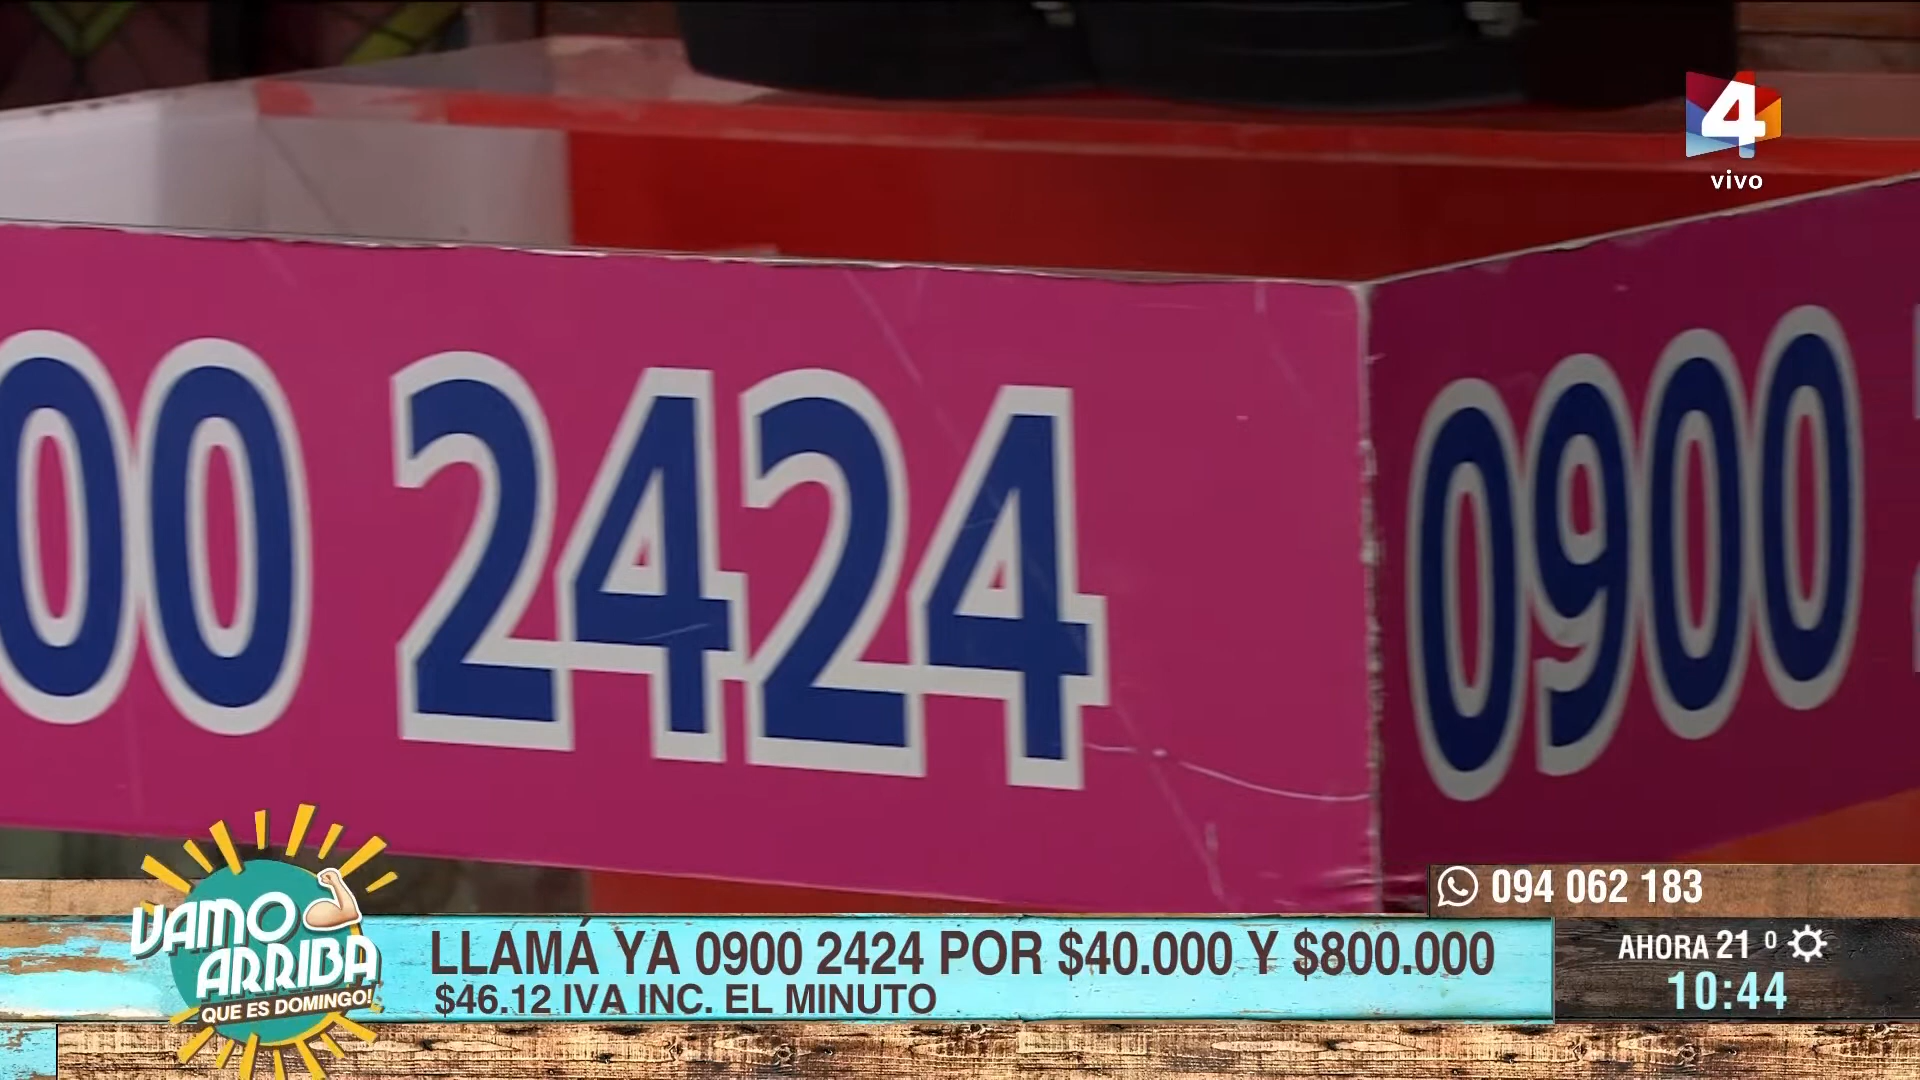 4
vivo
00 2424
0900
094 062 183
VAMO
ARRIBA
QUE ES DOMINGO!
LLAMÁ YA 0900 2424 POR $40.000 Y $800.000
$46.12 IVA INC. EL MINUTO
AHORA 21º
10:44